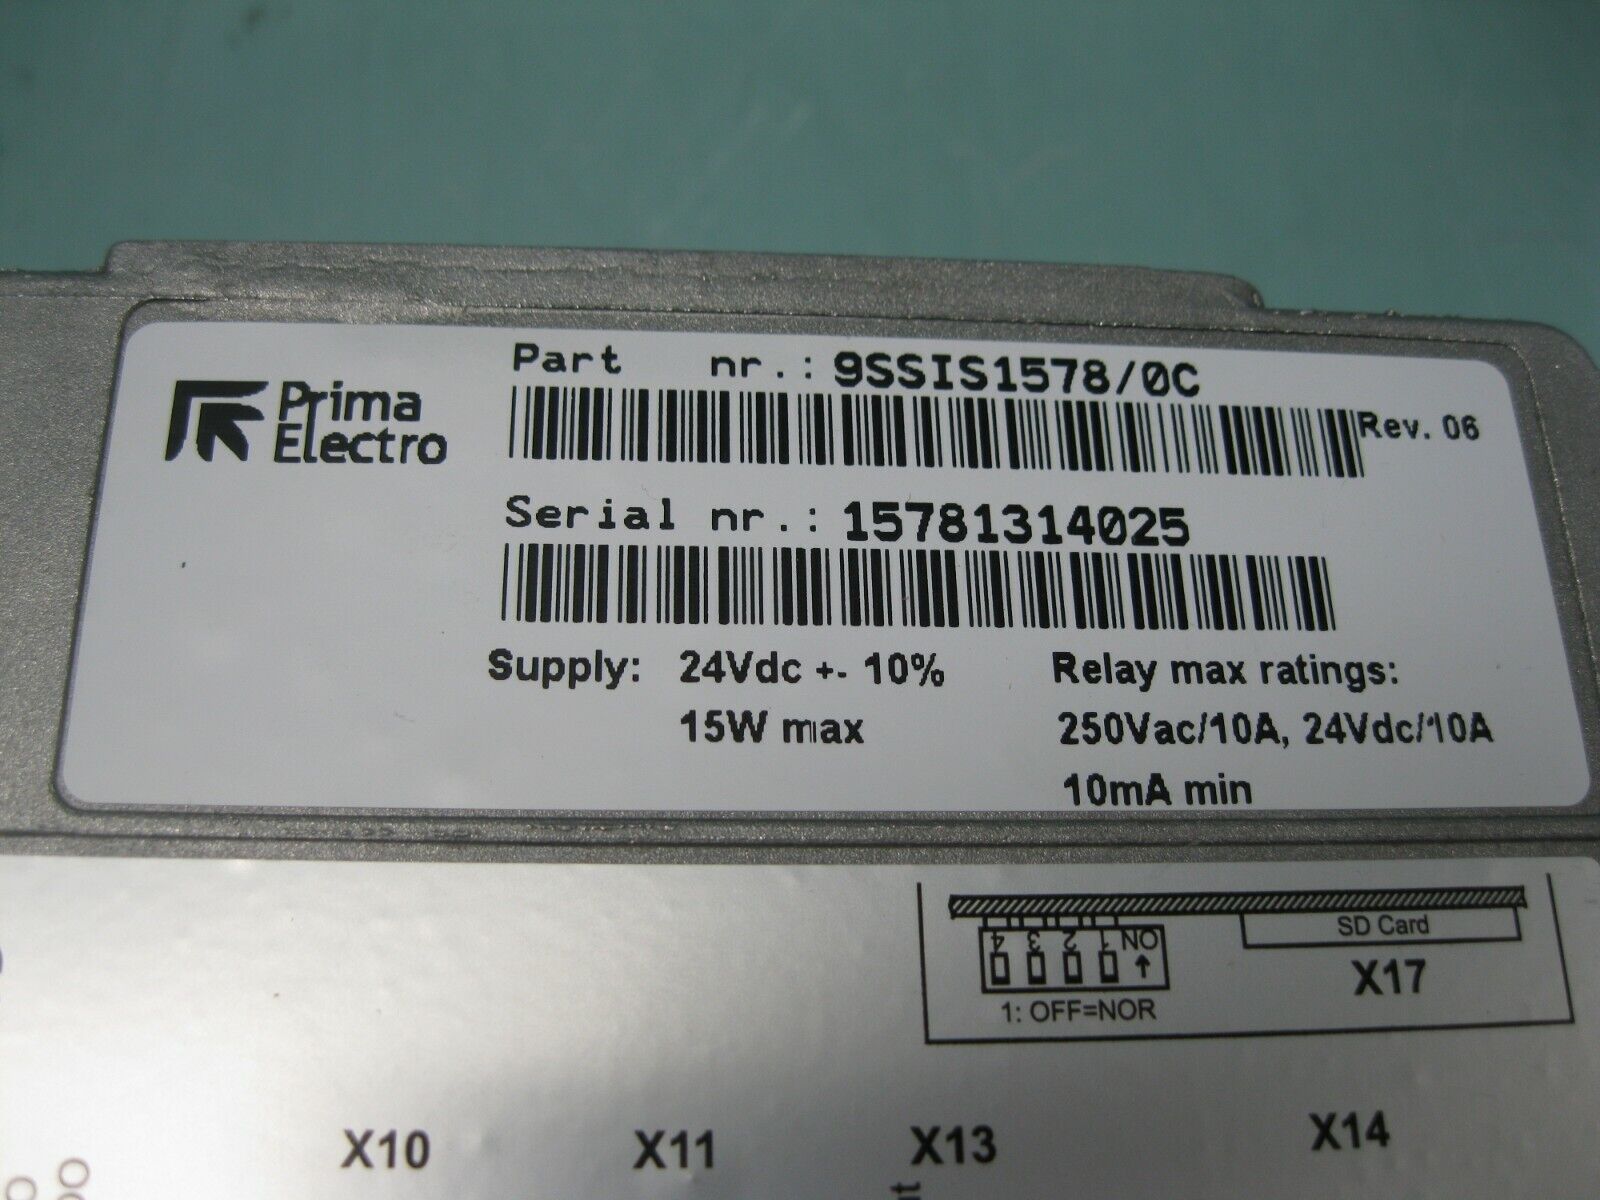 Prima
Electro
Part nr.: 9SSIS1578/0C
Rev. 06
Serial nr.: 15781314025
Supply: 24Vdc +- 10%
15W max
Relay max ratings:
250Vac/10A, 24Vdc/10A
10mA min
4 3 2 1 ON
1: OFF=NOR
SD Card
X17
X10 X11 X13 X14